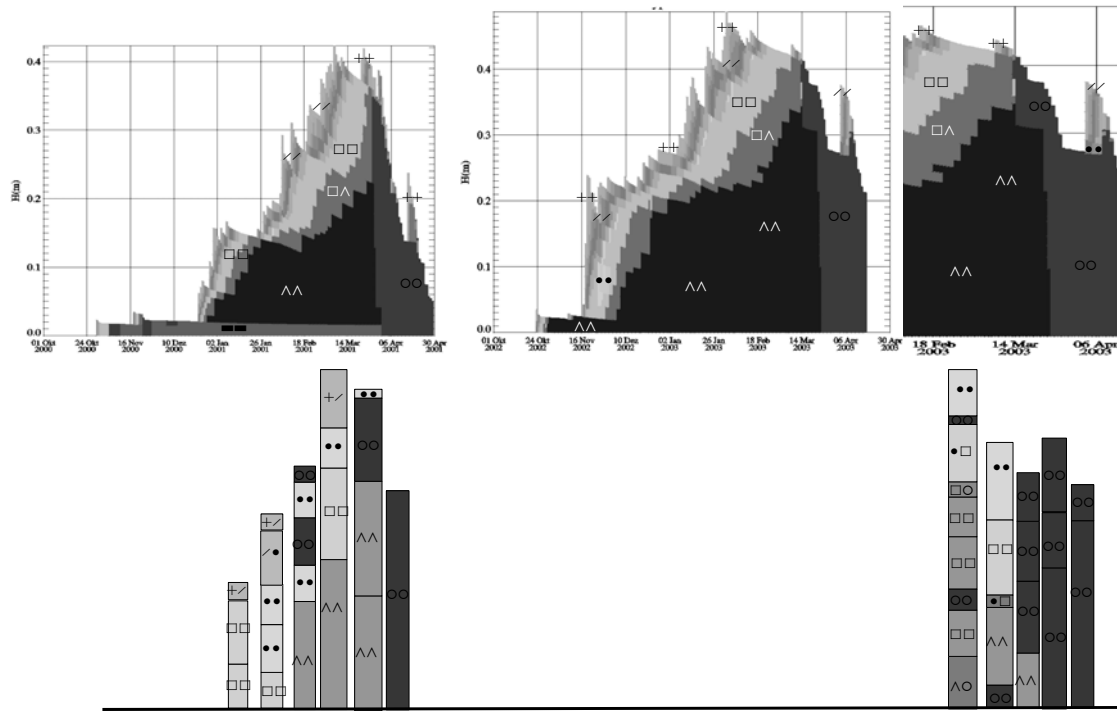 H(m)
0.4
0.3
0.2
0.1
0.0
01 Okt 2000
24 Okt 2000
16 Nov 2000
10 Dez 2000
02 Jan 2001
26 Jan 2001
18 Feb 2001
14 Mar 2001
06 Apr 2001
30 Apr 2001
H(m)
0.4
0.3
0.2
0.1
0.0
01 Okt 2002
24 Okt 2002
16 Nov 2002
10 Dez 2002
02 Jan 2003
26 Jan 2003
18 Feb 2003
14 Mar 2003
06 Apr 2003
30 Apr 2003
18 Feb 2003
14 Mar 2003
06 Apr 2003